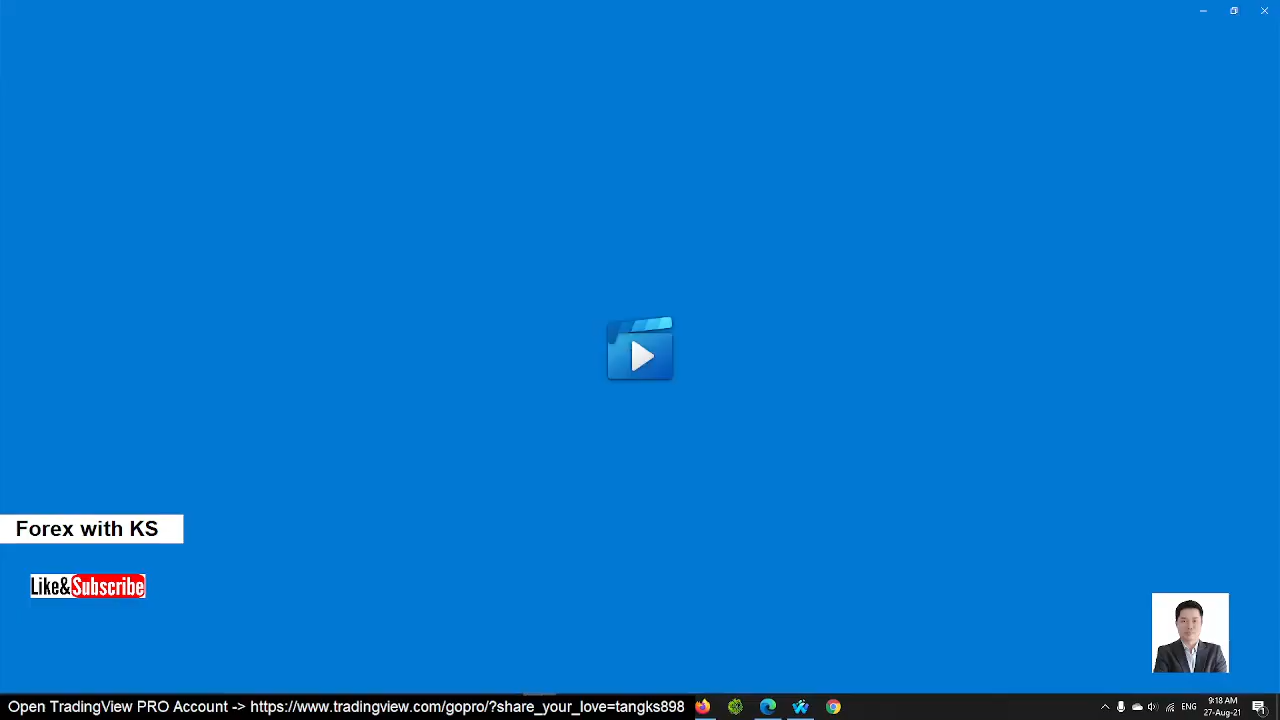 Forex with KS
Like&Subscribe
Open TradingView PRO Account -> https://www.tradingview.com/gopro/?share_your_love=tangks898
ENG
9:18 AM
27-Aug-21